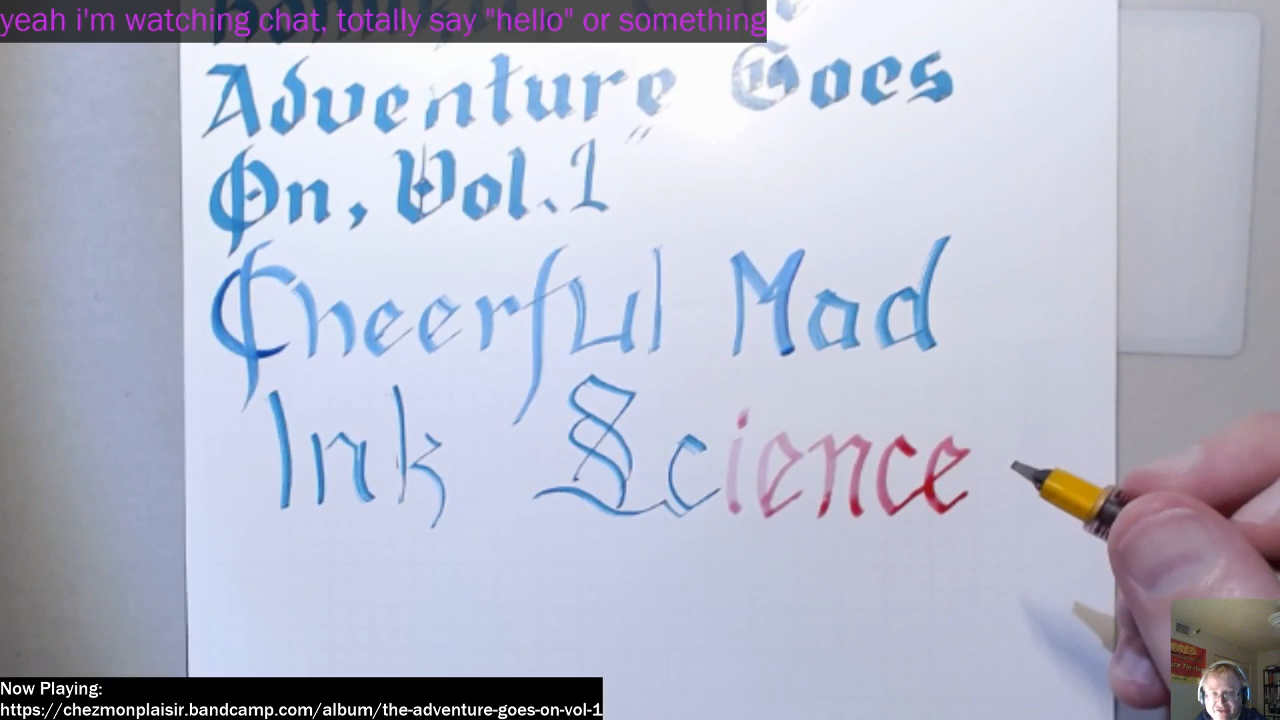 yeah i'm watching chat, totally say "hello" or something
Adventure Goes
On, Vol.1"
Cheerful Mad
Ink Science
Now Playing:
https://chezmonplaisir.bandcamp.com/album/the-adventure-goes-on-vol-1